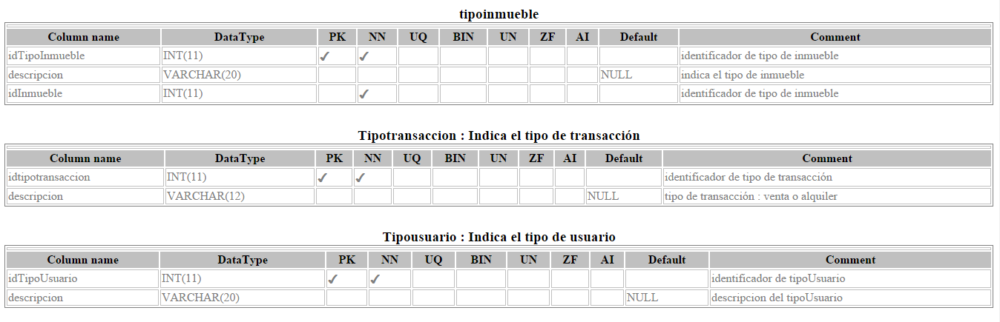 tipoinmueble
Column name DataType PK NN UQ BIN UN ZF AI Default Comment
idTipoInmueble INT(11) ✔ ✔ identificador de tipo de inmueble
descripcion VARCHAR(20) NULL indica el tipo de inmueble
idInmueble INT(11) ✔ identificador de tipo de inmueble
Tipotransaccion : Indica el tipo de transacción
Column name DataType PK NN UQ BIN UN ZF AI Default Comment
idtipotransaccion INT(11) ✔ ✔ identificador de tipo de transacción
descripcion VARCHAR(12) NULL tipo de transacción : venta o alquiler
Tipousuario : Indica el tipo de usuario
Column name DataType PK NN UQ BIN UN ZF AI Default Comment
idTipoUsuario INT(11) ✔ ✔ identificador de tipoUsuario
descripcion VARCHAR(20) NULL descripcion del tipoUsuario